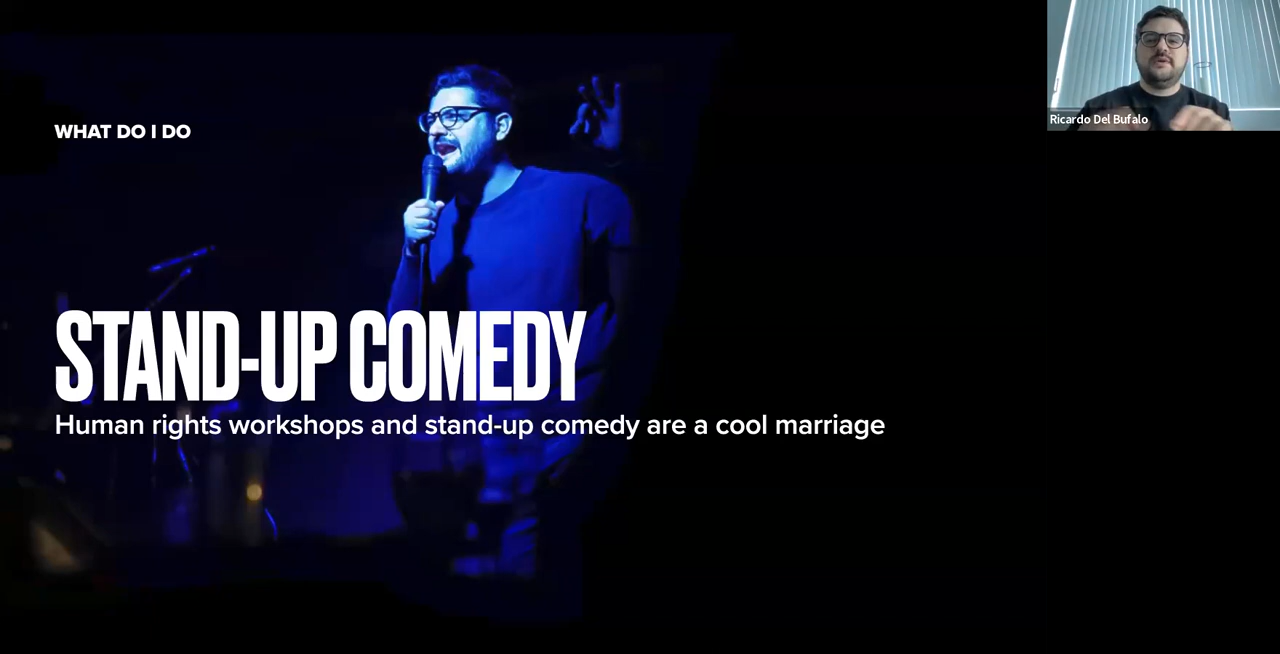 Ricardo Del Bufalo
WHAT DO I DO
STAND-UP COMEDY
Human rights workshops and stand-up comedy are a cool marriage